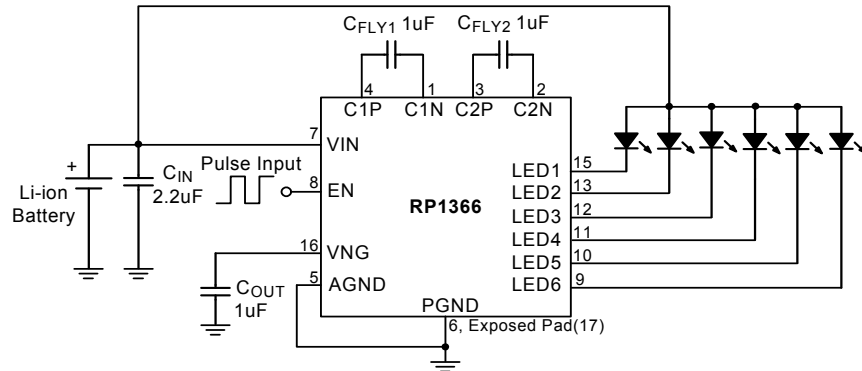 CFLY1 1uF
CFLY2 1uF
4
1
3
2
C1P
C1N
C2P
C2N
7
VIN
+
Li-ion
Battery
CIN
2.2uF
Pulse Input
8
EN
RP1366
LED1
15
LED2
13
LED3
12
LED4
11
LED5
10
LED6
9
16
VNG
5
AGND
COUT
1uF
PGND
6, Exposed Pad(17)